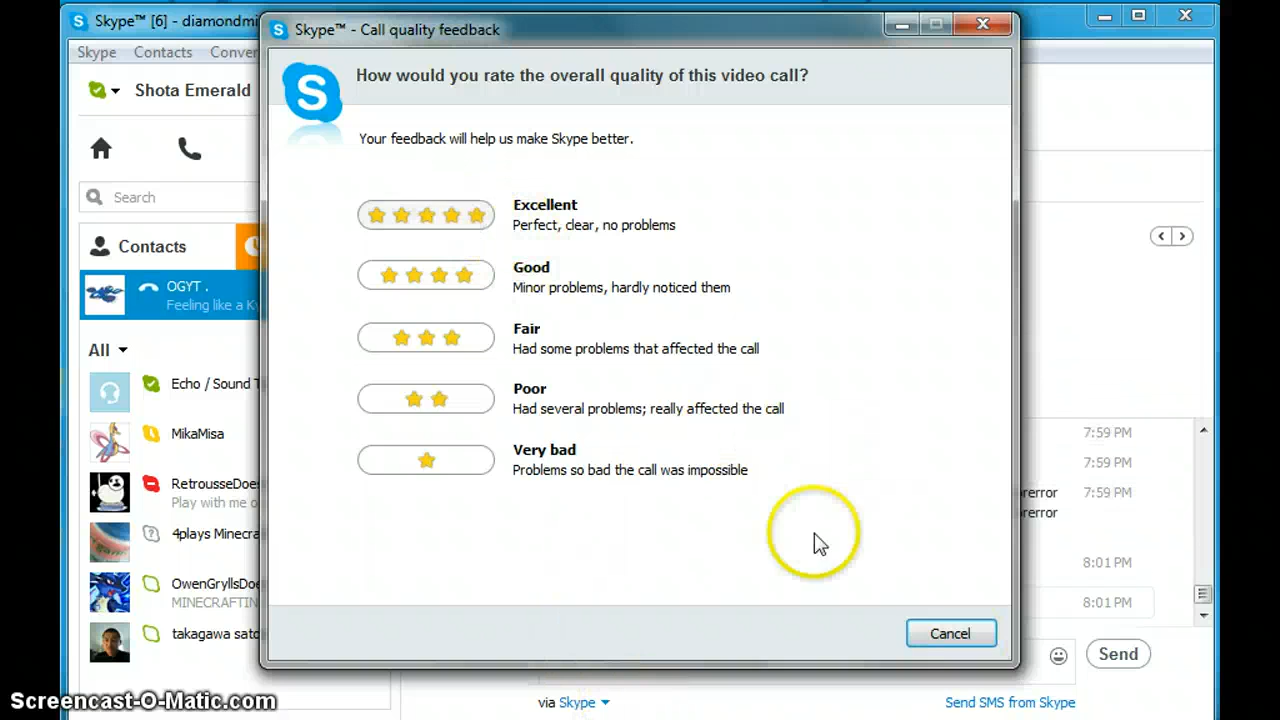 Skype™ [6] - diamondmi
Skype Contacts Conver
Shota Emerald
Search
Contacts
OGYT .
Feeling like a K
All
Echo / Sound T
MikaMisa
RetrousseDoes
Play with me o
4plays Minecra
OwenGryllsDoe
MINECRAFTIN
takagawa sato
Skype™ - Call quality feedback
S
How would you rate the overall quality of this video call?
Your feedback will help us make Skype better.
Excellent
Perfect, clear, no problems
Good
Minor problems, hardly noticed them
Fair
Had some problems that affected the call
Poor
Had several problems; really affected the call
Very bad
Problems so bad the call was impossible
Cancel
7:59 PM
7:59 PM
rerror 7:59 PM
rerror
8:01 PM
8:01 PM
Send
via Skype
Send SMS from Skype
Screencast-O-Matic.com